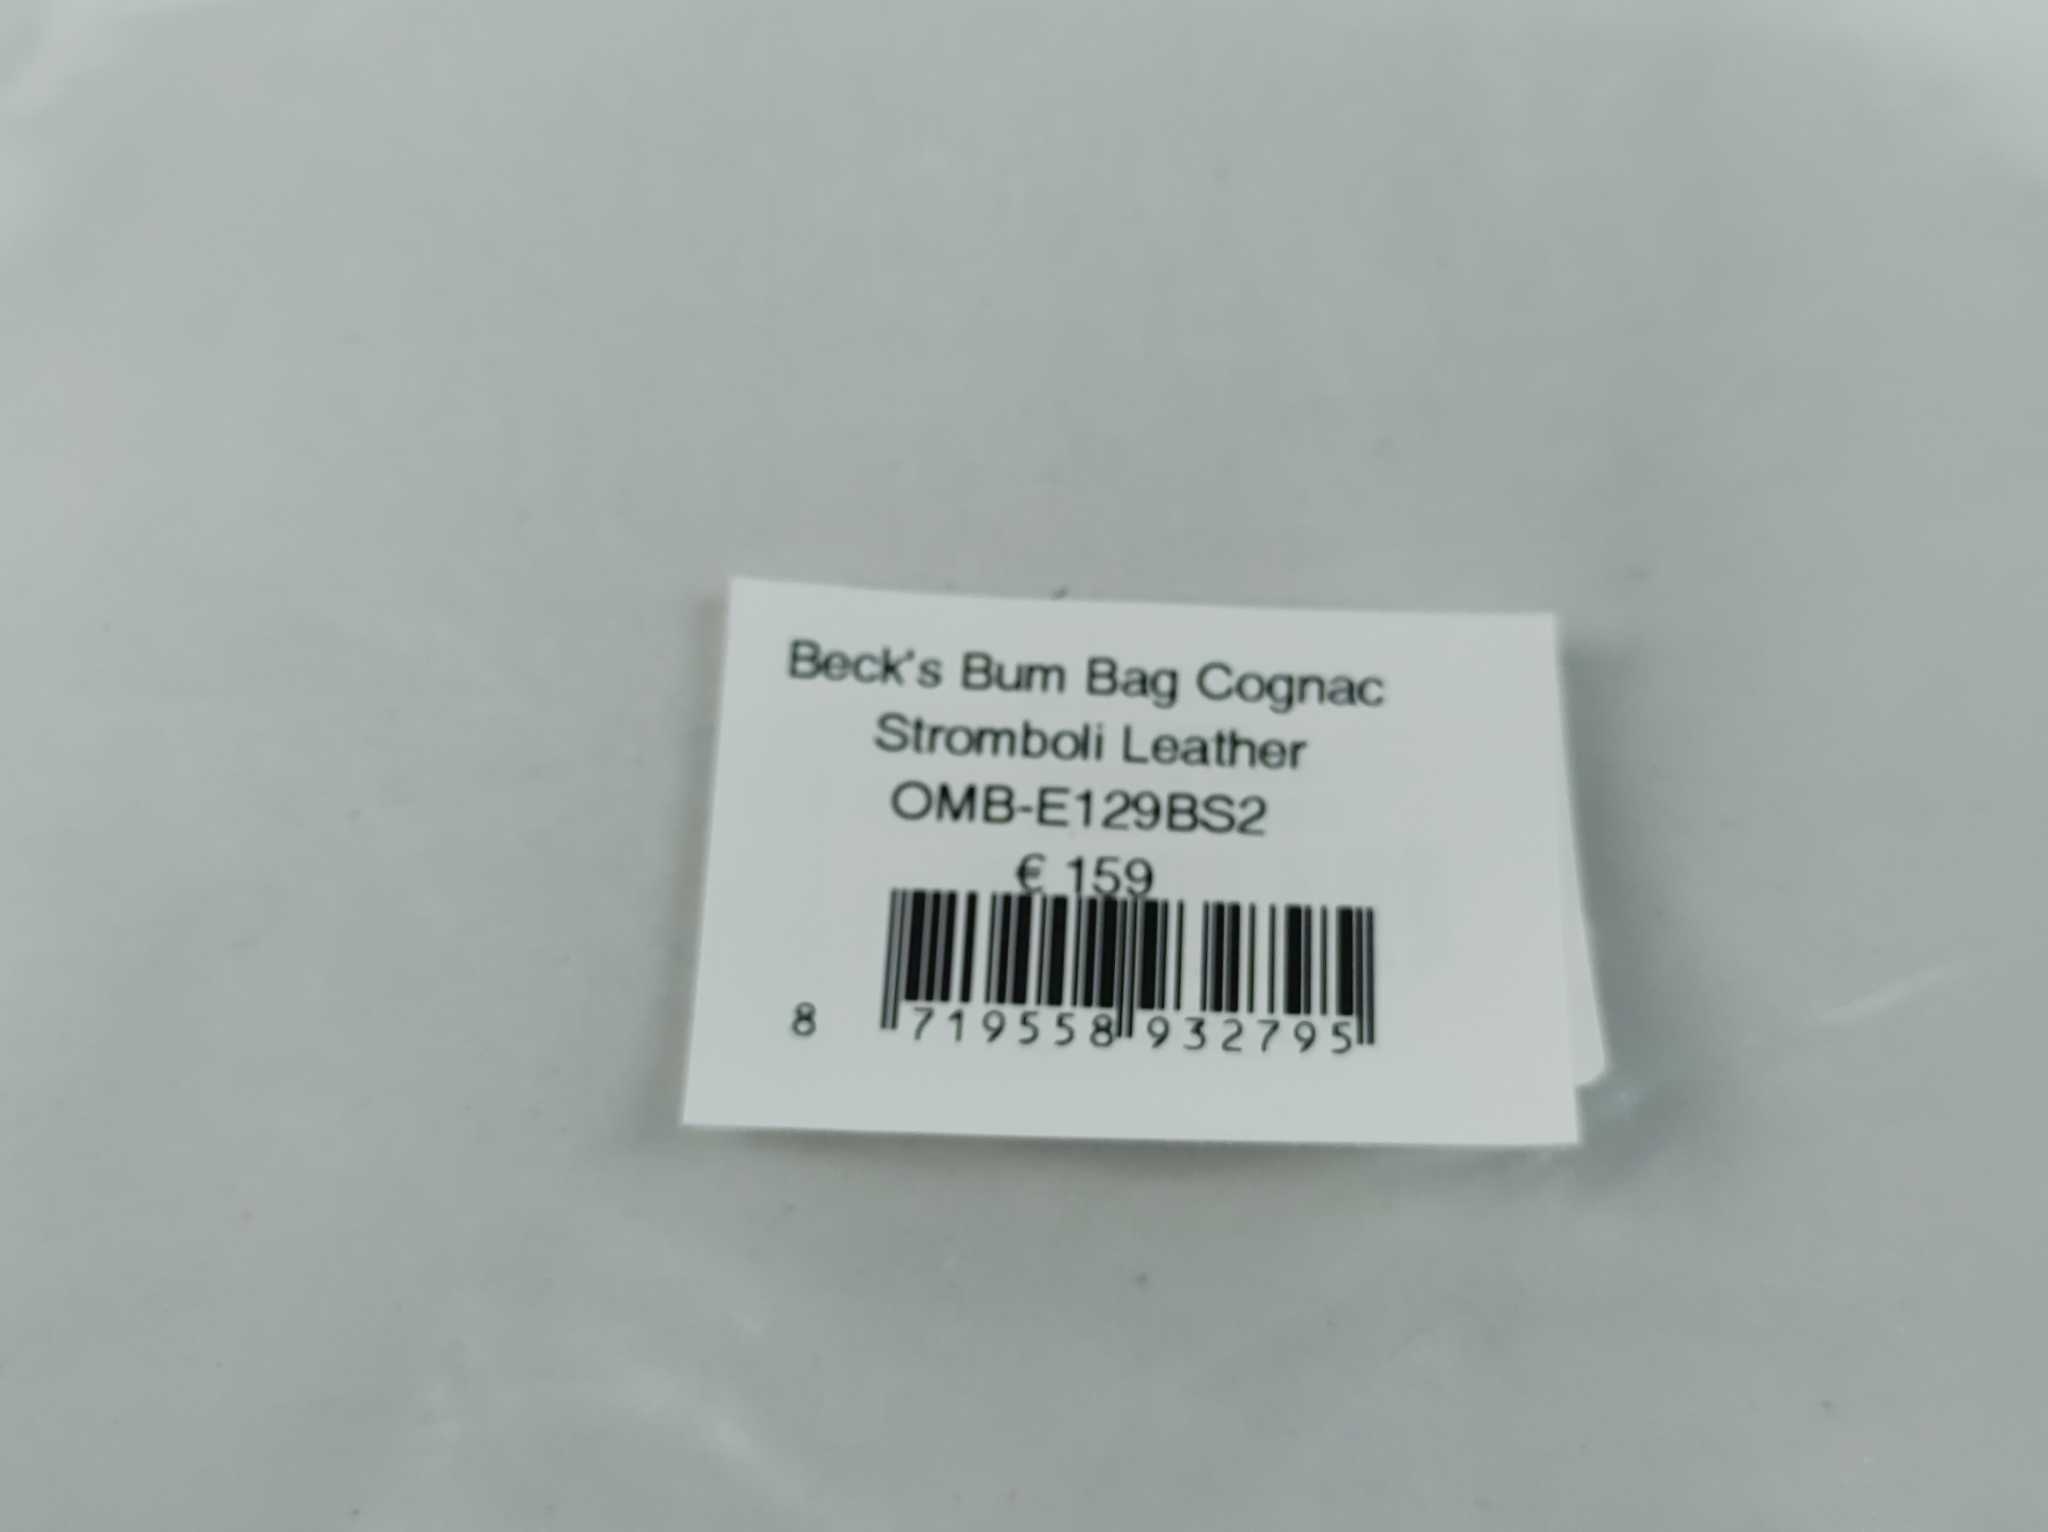 Beck's Bum Bag Cognac
Stromboli Leather
OMB-E129BS2
€ 159
8 719558 932795